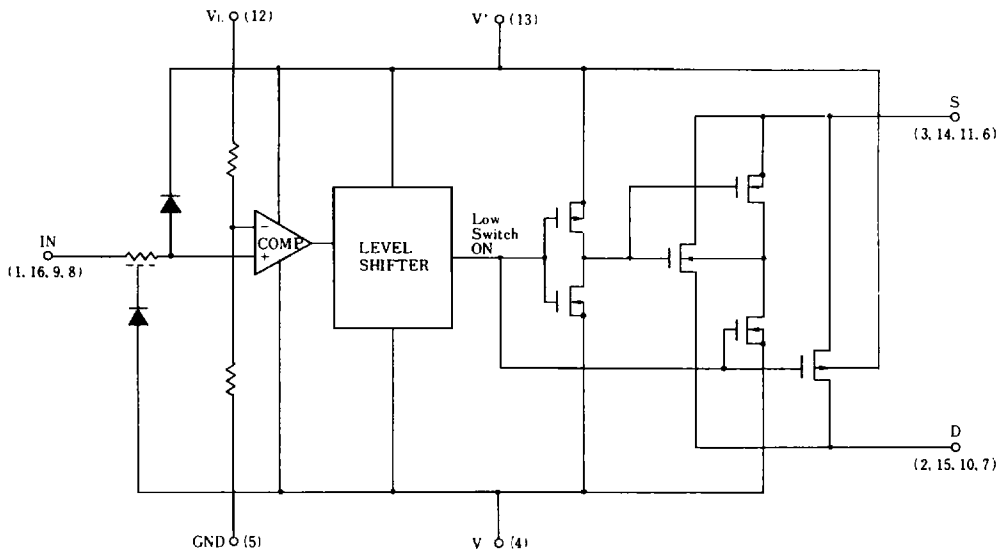 VL (12)
V' (13)
S
(3, 14, 11, 6)
IN
(1, 16, 9, 8)
−
COMP
+
LEVEL
SHIFTER
Low
Switch
ON
D
(2, 15, 10, 7)
GND (5)
V (4)